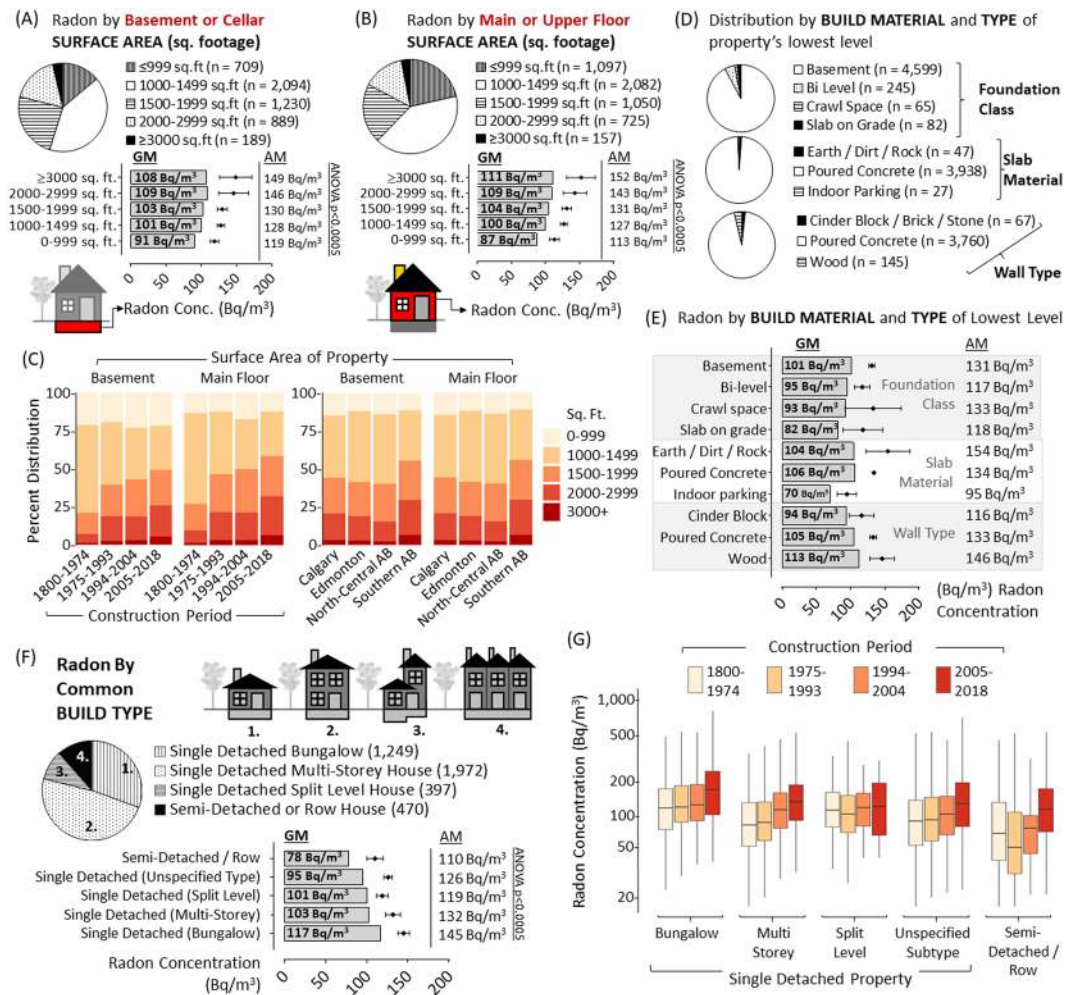 (A) Radon by Basement or Cellar
SURFACE AREA (sq. footage)
≤999 sq.ft (n = 709)
1000-1499 sq.ft (n = 2,094)
1500-1999 sq.ft (n = 1,230)
2000-2999 sq.ft (n = 889)
≥3000 sq.ft (n = 189)
GM AM
≥3000 sq. ft. 108 Bq/m³ 149 Bq/m³
2000-2999 sq. ft. 109 Bq/m³ 146 Bq/m³
1500-1999 sq. ft. 103 Bq/m³ 130 Bq/m³
1000-1499 sq. ft. 101 Bq/m³ 128 Bq/m³
0-999 sq. ft. 91 Bq/m³ 119 Bq/m³
ANOVA p<0.0005
0 50 100 150 200
Radon Conc. (Bq/m³)
(B) Radon by Main or Upper Floor
SURFACE AREA (sq. footage)
≤999 sq.ft (n = 1,097)
1000-1499 sq.ft (n = 2,082)
1500-1999 sq.ft (n = 1,050)
2000-2999 sq.ft (n = 725)
≥3000 sq.ft (n = 157)
GM AM
≥3000 sq. ft. 111 Bq/m³ 152 Bq/m³
2000-2999 sq. ft. 109 Bq/m³ 143 Bq/m³
1500-1999 sq. ft. 104 Bq/m³ 131 Bq/m³
1000-1499 sq. ft. 100 Bq/m³ 127 Bq/m³
0-999 sq. ft. 87 Bq/m³ 113 Bq/m³
ANOVA p<0.0005
0 50 100 150 200
Radon Conc. (Bq/m³)
(D) Distribution by BUILD MATERIAL and TYPE of
property's lowest level
Basement (n = 4,599)
Bi Level (n = 245)
Crawl Space (n = 65)
Slab on Grade (n = 82)
Foundation
Class
Earth / Dirt / Rock (n = 47)
Poured Concrete (n = 3,938)
Indoor Parking (n = 27)
Slab
Material
Cinder Block / Brick / Stone (n = 67)
Poured Concrete (n = 3,760)
Wood (n = 145)
Wall Type
(C) Surface Area of Property
Basement Main Floor Basement Main Floor
Percent Distribution
100
75
50
25
0
1800-1974 1975-1993 1994-2004 2005-2018 1800-1974 1975-1993 1994-2004 2005-2018
Construction Period
100
75
50
25
0
Calgary Edmonton North-Central AB Southern AB Calgary Edmonton North-Central AB Southern AB
Sq. Ft.
0-999
1000-1499
1500-1999
2000-2999
3000+
(E) Radon by BUILD MATERIAL and TYPE of Lowest Level
GM AM
Basement 101 Bq/m³ 131 Bq/m³
Bi-level 95 Bq/m³ 117 Bq/m³
Crawl space 93 Bq/m³ 133 Bq/m³
Slab on grade 82 Bq/m³ 118 Bq/m³
Foundation
Class
Earth / Dirt / Rock 104 Bq/m³ 154 Bq/m³
Poured Concrete 106 Bq/m³ 134 Bq/m³
Indoor parking 70 Bq/m³ 95 Bq/m³
Slab
Material
Cinder Block 94 Bq/m³ 116 Bq/m³
Poured Concrete 105 Bq/m³ 133 Bq/m³
Wood 113 Bq/m³ 146 Bq/m³
Wall Type
0 50 100 150 200
(Bq/m³) Radon
Concentration
(F) Radon By
Common
BUILD TYPE
1. 2. 3. 4.
1. 2. 3. 4.
Single Detached Bungalow (1,249)
Single Detached Multi-Storey House (1,972)
Single Detached Split Level House (397)
Semi-Detached or Row House (470)
GM AM
Semi-Detached / Row 78 Bq/m³ 110 Bq/m³
Single Detached (Unspecified Type) 95 Bq/m³ 126 Bq/m³
Single Detached (Split Level) 101 Bq/m³ 119 Bq/m³
Single Detached (Multi-Storey) 103 Bq/m³ 132 Bq/m³
Single Detached (Bungalow) 117 Bq/m³ 145 Bq/m³
ANOVA p<0.0005
Radon Concentration
(Bq/m³)
0 50 100 150 200
(G) Construction Period
1800-
1974
1975-
1993
1994-
2004
2005-
2018
Radon Concentration (Bq/m³)
1,000
500
200
100
50
20
Bungalow
Multi
Storey
Split
Level
Unspecified
Subtype
Semi-
Detached /
Row
Single Detached Property